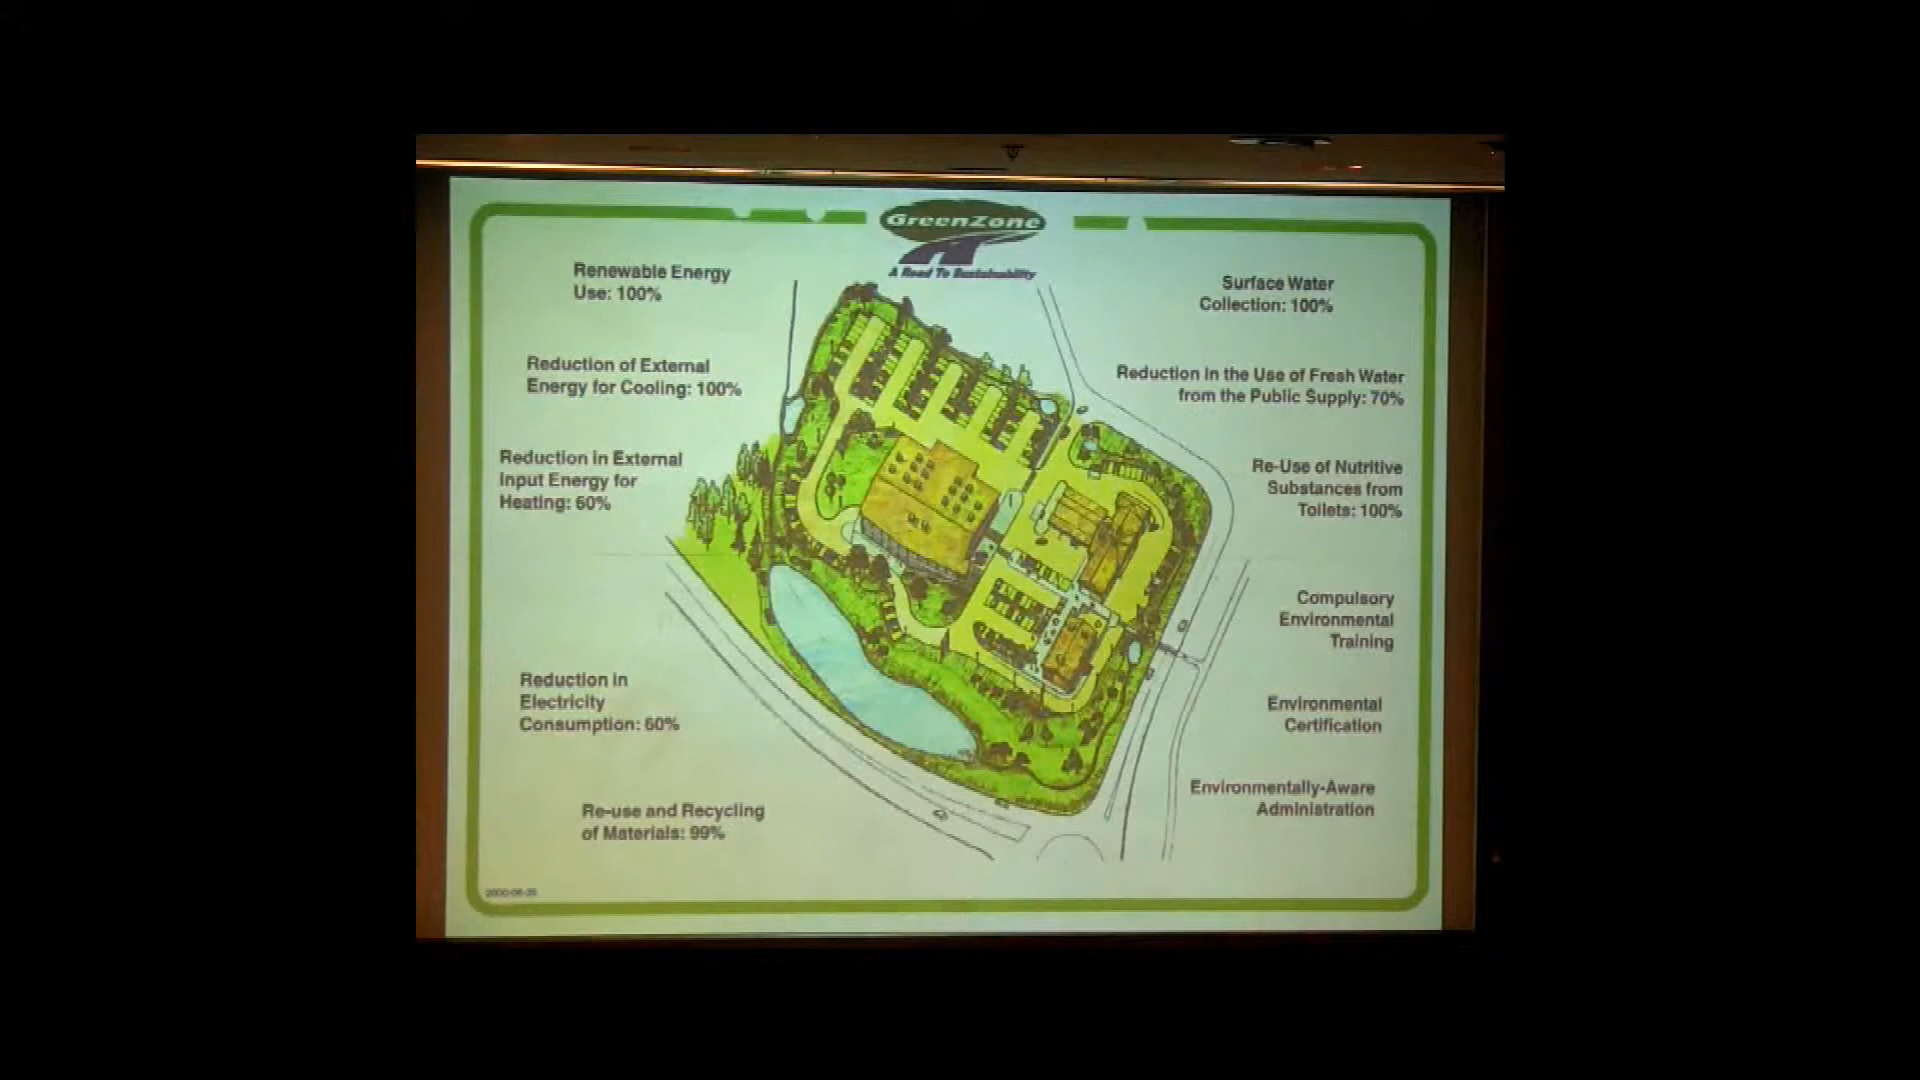 GreenZone
A Road To Sustainability
Renewable Energy
Use: 100%
Reduction of External
Energy for Cooling: 100%
Reduction in External
Input Energy for
Heating: 60%
Reduction in
Electricity
Consumption: 60%
Re-use and Recycling
of Materials: 99%
Surface Water
Collection: 100%
Reduction in the Use of Fresh Water
from the Public Supply: 70%
Re-Use of Nutritive
Substances from
Toilets: 100%
Compulsory
Environmental
Training
Environmental
Certification
Environmentally-Aware
Administration